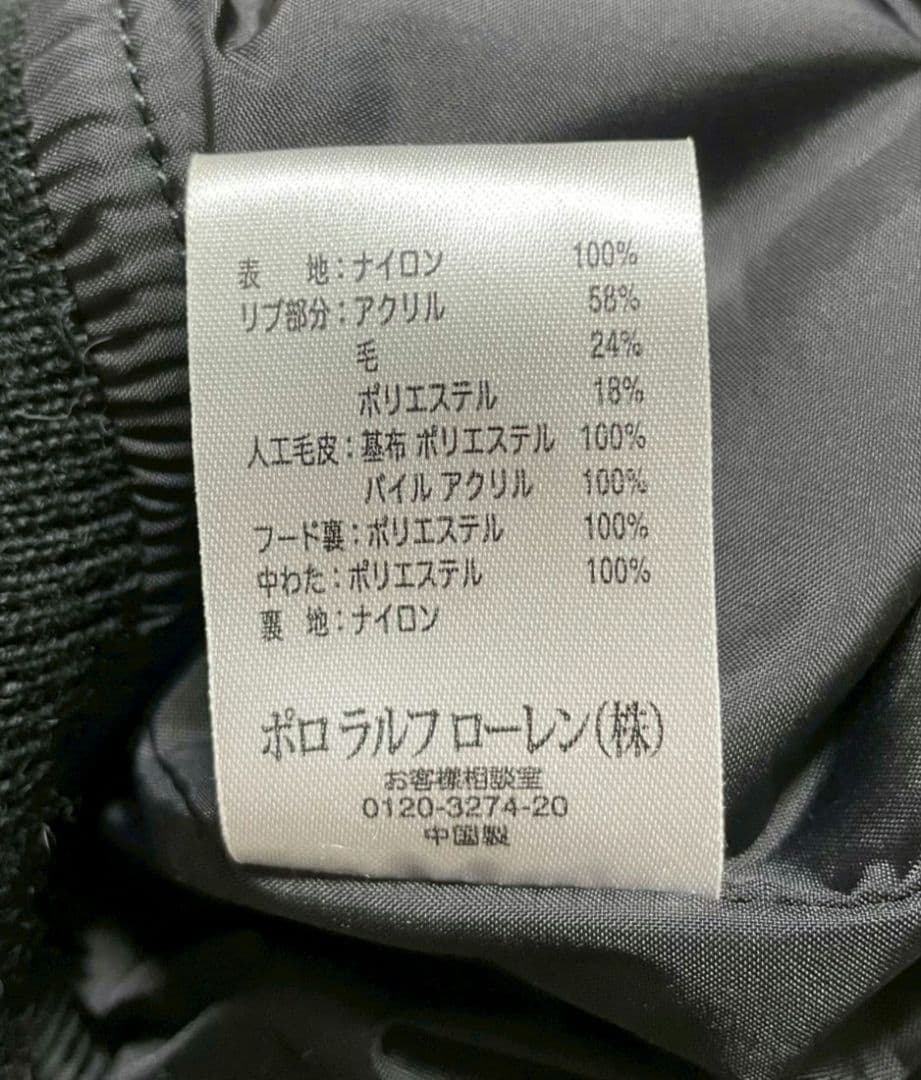 表　地：ナイロン 100%
リブ部分：アクリル 58%
毛 24%
ポリエステル 18%
人工毛皮：基布 ポリエステル 100%
パイル アクリル 100%
フード裏：ポリエステル 100%
中わた：ポリエステル 100%
裏　地：ナイロン
ポロ ラルフ ローレン(株)
お客様相談室
0120-3274-20
中国製